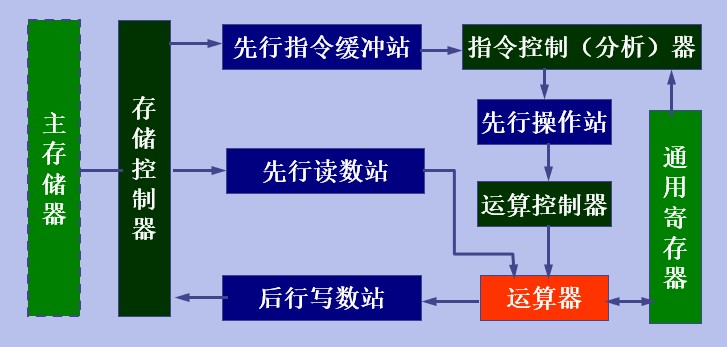 主存储器
存储控制器
先行指令缓冲站
指令控制（分析）器
先行操作站
先行读数站
运算控制器
通用寄存器
后行写数站
运算器